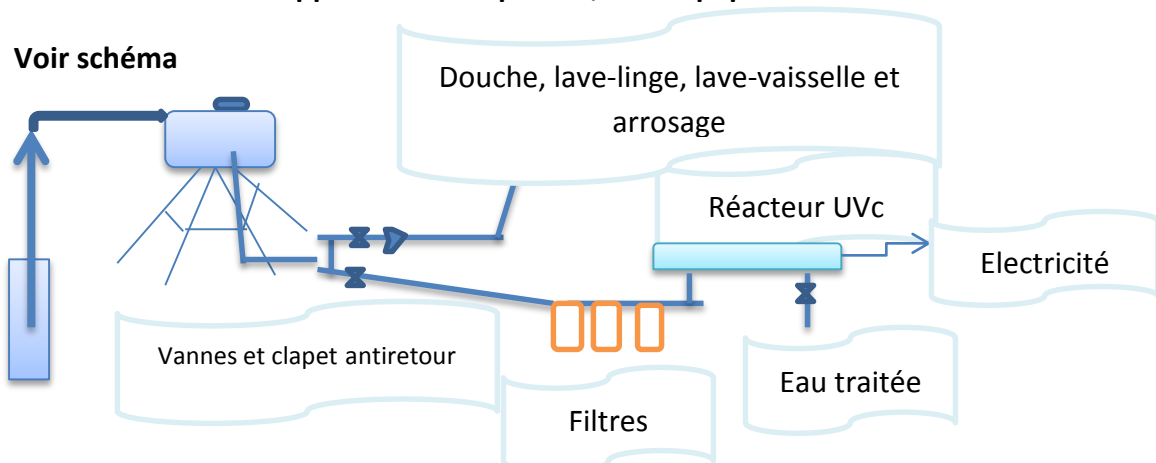 Voir schéma
Douche, lave-linge, lave-vaisselle et
arrosage
Réacteur UVc
Electricité
Vannes et clapet antiretour
Eau traitée
Filtres